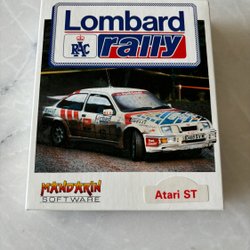 Lombard
RAC
rally
MANDARIN
SOFTWARE
Atari ST